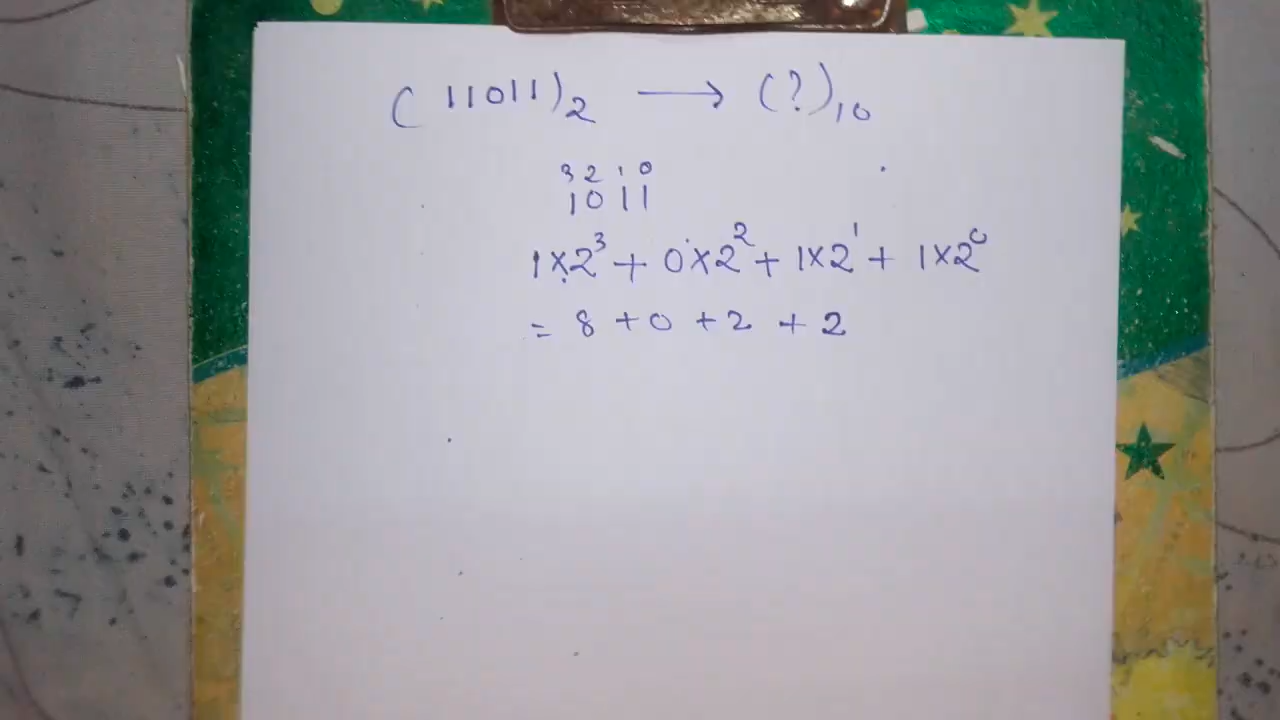 (11011)₂ → (?)₁₀
3 2 1 0
1 0 1 1
1×2³ + 0×2² + 1×2¹ + 1×2⁰
= 8 + 0 + 2 + 2